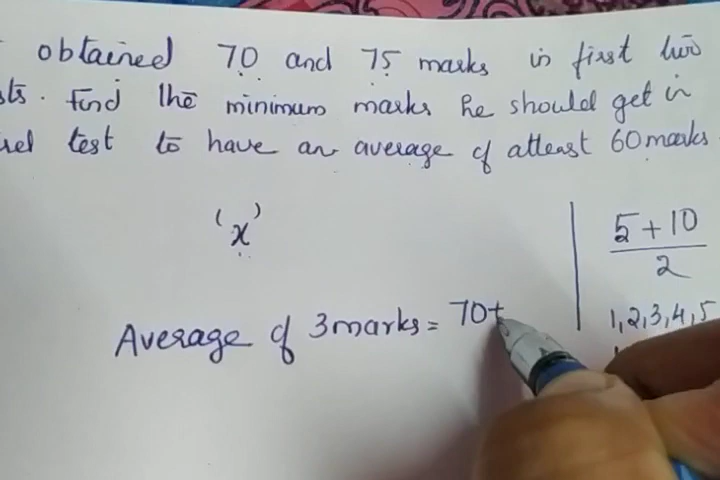 obtained 70 and 75 marks in first two
sts. Find the minimum marks he should get in
test to have an average of atleast 60 marks
(x)
5+10
2
1,2,3,4,5
Average of 3 marks = 70+